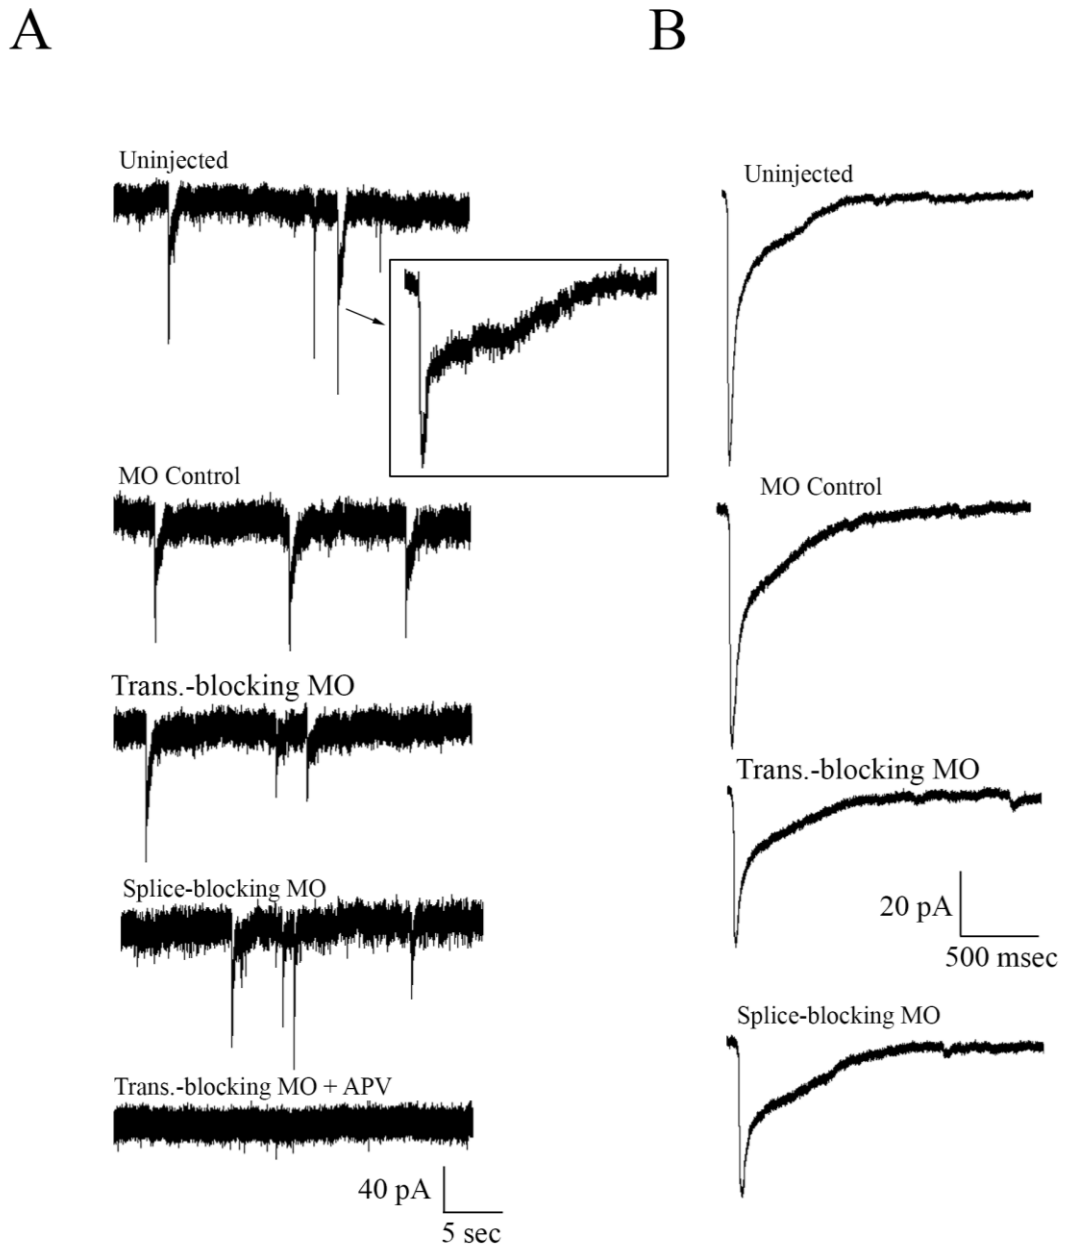 A
B
Uninjected
MO Control
Trans.-blocking MO
Splice-blocking MO
Trans.-blocking MO + APV
40 pA
5 sec
Uninjected
MO Control
Trans.-blocking MO
20 pA
500 msec
Splice-blocking MO